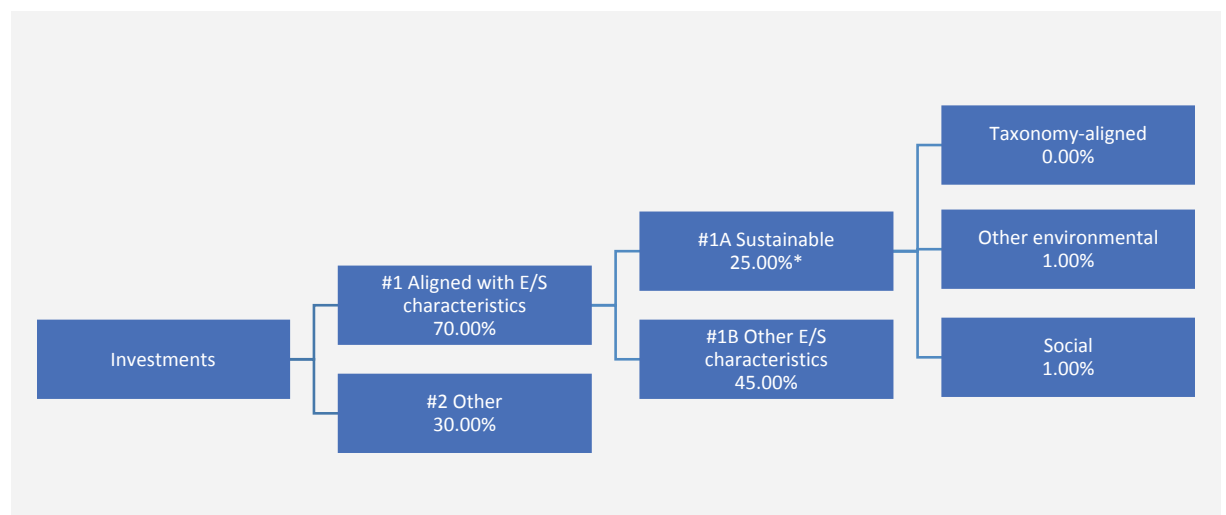 Investments
#1 Aligned with E/S
characteristics
70.00%
#2 Other
30.00%
#1A Sustainable
25.00%*
#1B Other E/S
characteristics
45.00%
Taxonomy-aligned
0.00%
Other environmental
1.00%
Social
1.00%